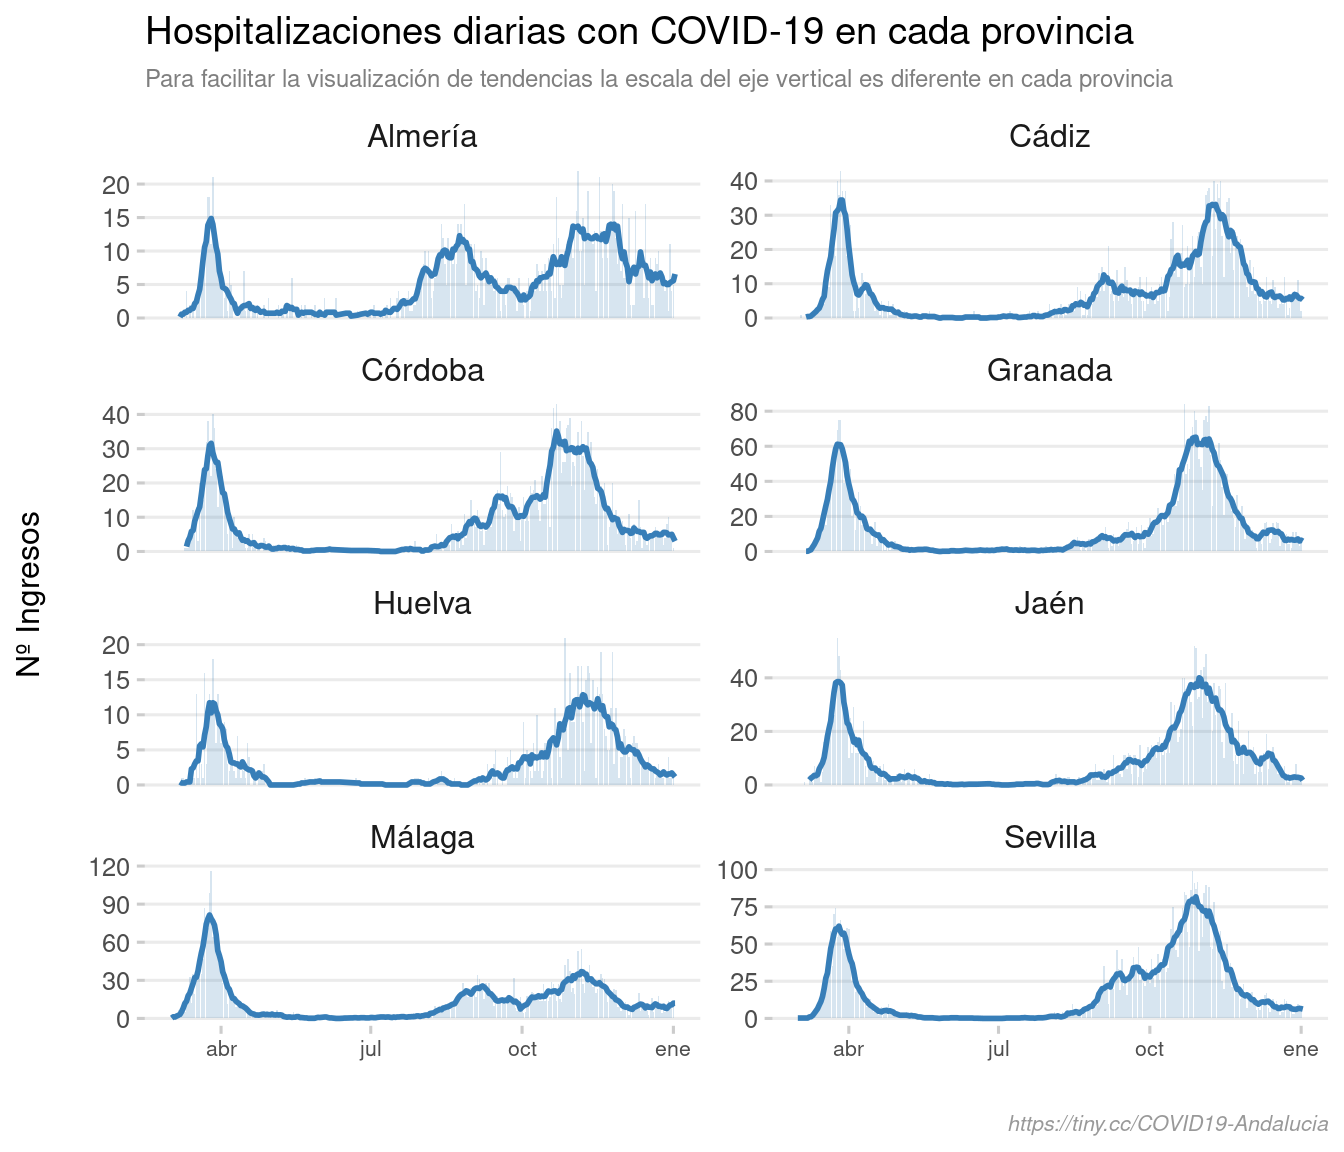 Hospitalizaciones diarias con COVID-19 en cada provincia
Para facilitar la visualización de tendencias la escala del eje vertical es diferente en cada provincia
Nº Ingresos
Almería
20
15
10
5
0
Cádiz
40
30
20
10
0
Córdoba
40
30
20
10
0
Granada
80
60
40
20
0
Huelva
20
15
10
5
0
Jaén
40
20
0
Málaga
120
90
60
30
0
abr jul oct ene
Sevilla
100
75
50
25
0
abr jul oct ene
https://tiny.cc/COVID19-Andalucia